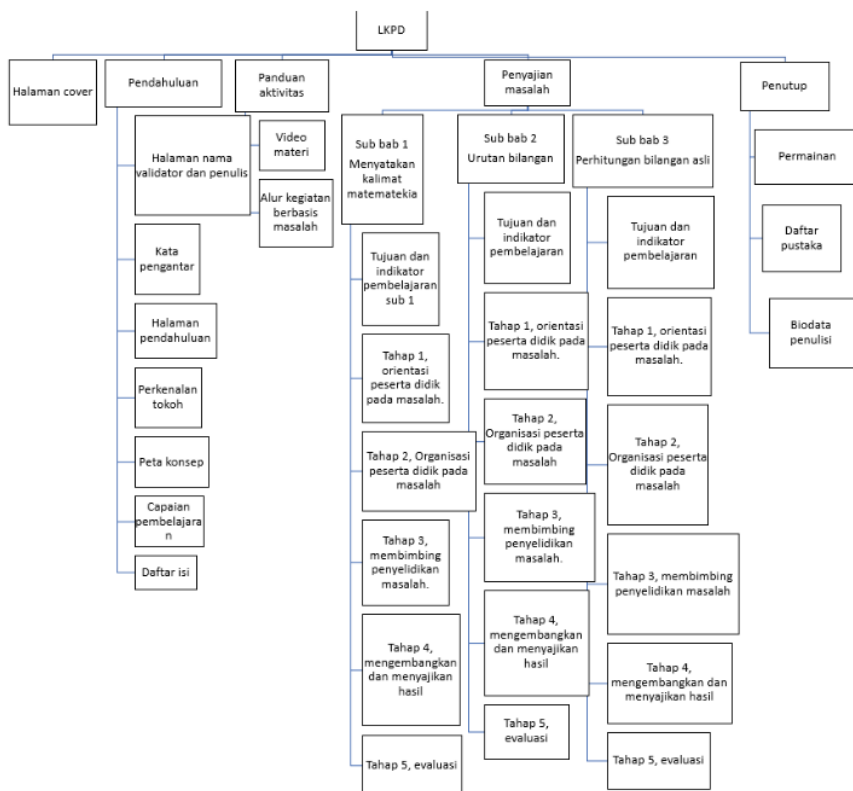 LKPD
Halaman cover
Pendahuluan
Halaman nama
validator dan penulis
Kata
pengantar
Halaman
pendahuluan
Perkenalan
tokoh
Peta konsep
Capaian
pembelajara
n
Daftar isi
Panduan
aktivitas
Video
materi
Alur kegiatan
berbasis
masalah
Penyajian
masalah
Sub bab 1
Menyatakan
kalimat
matematekia
Tujuan dan
indikator
pembelajaran
sub 1
Tahap 1,
orientasi
peserta didik
pada masalah.
Tahap 2, Organisasi
peserta didik pada
masalah
Tahap 3,
membimbing
penyelidikan
masalah.
Tahap 4,
mengembangkan
dan menyajikan
hasil
Tahap 5, evaluasi
Sub bab 2
Urutan bilangan
Tujuan dan
indikator
pembelajaran
Tahap 1, orientasi
peserta didik pada
masalah.
Tahap 2,
Organisasi peserta
didik pada
masalah
Tahap 3,
membimbing
penyelidikan
masalah.
Tahap 4,
mengembangkan
dan menyajikan
hasil
Tahap 5,
evaluasi
Sub bab 3
Perhitungan bilangan asli
Tujuan dan
indikator
pembelajaran
Tahap 1, orientasi
peserta didik pada
masalah.
Tahap 2,
Organisasi peserta
didik pada
masalah
Tahap 3, membimbing
penyelidikan masalah
Tahap 4,
mengembangkan dan
menyajikan hasil
Tahap 5, evaluasi
Penutup
Permainan
Daftar
pustaka
Biodata
penulisi